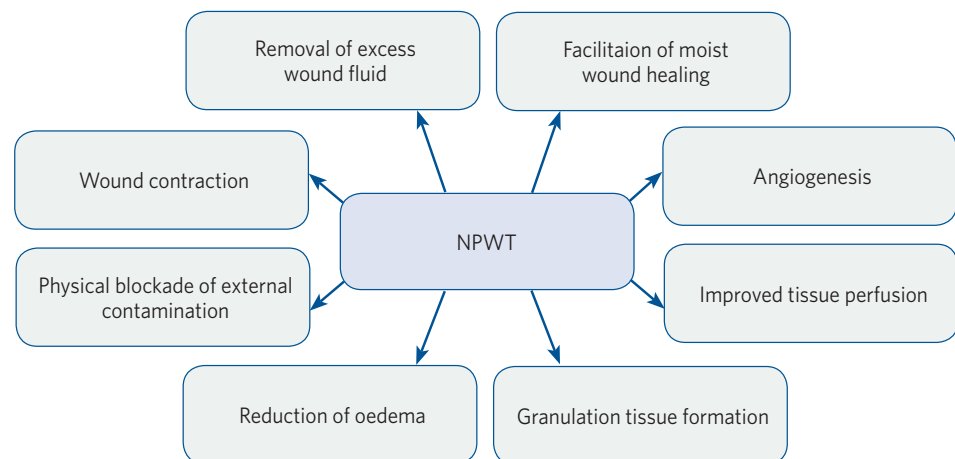 Removal of excess
wound fluid
Facilitaion of moist
wound healing
Wound contraction
Angiogenesis
NPWT
Physical blockade of external
contamination
Improved tissue perfusion
Reduction of oedema
Granulation tissue formation